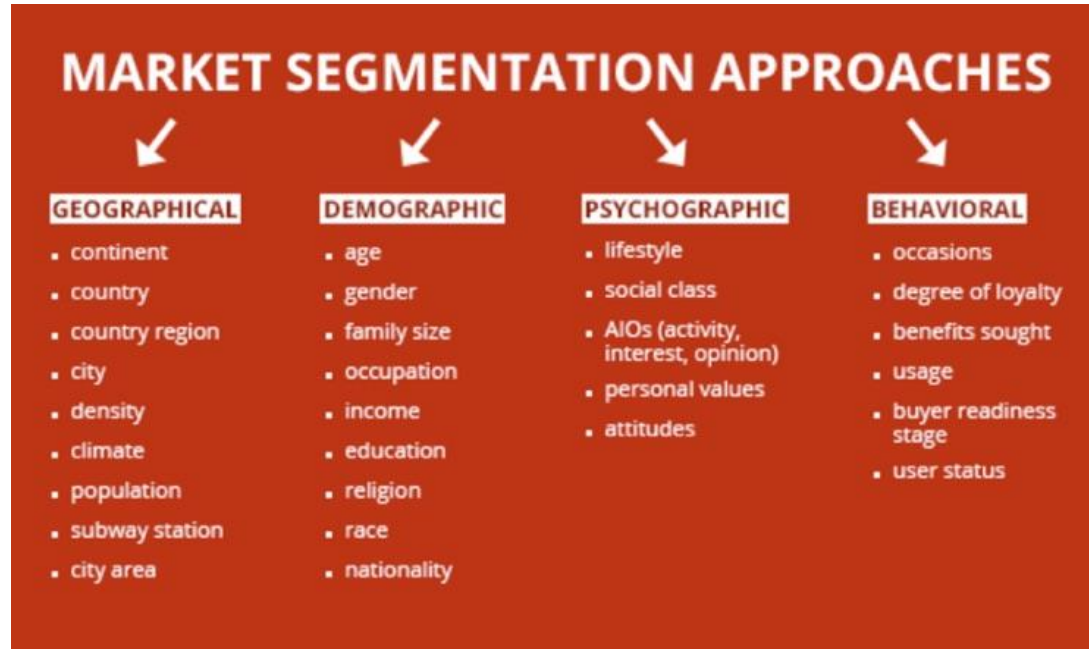 MARKET SEGMENTATION APPROACHES
GEOGRAPHICAL
▪ continent
▪ country
▪ country region
▪ city
▪ density
▪ climate
▪ population
▪ subway station
▪ city area
DEMOGRAPHIC
▪ age
▪ gender
▪ family size
▪ occupation
▪ income
▪ education
▪ religion
▪ race
▪ nationality
PSYCHOGRAPHIC
▪ lifestyle
▪ social class
▪ AIOs (activity,
interest, opinion)
▪ personal values
▪ attitudes
BEHAVIORAL
▪ occasions
▪ degree of loyalty
▪ benefits sought
▪ usage
▪ buyer readiness
stage
▪ user status